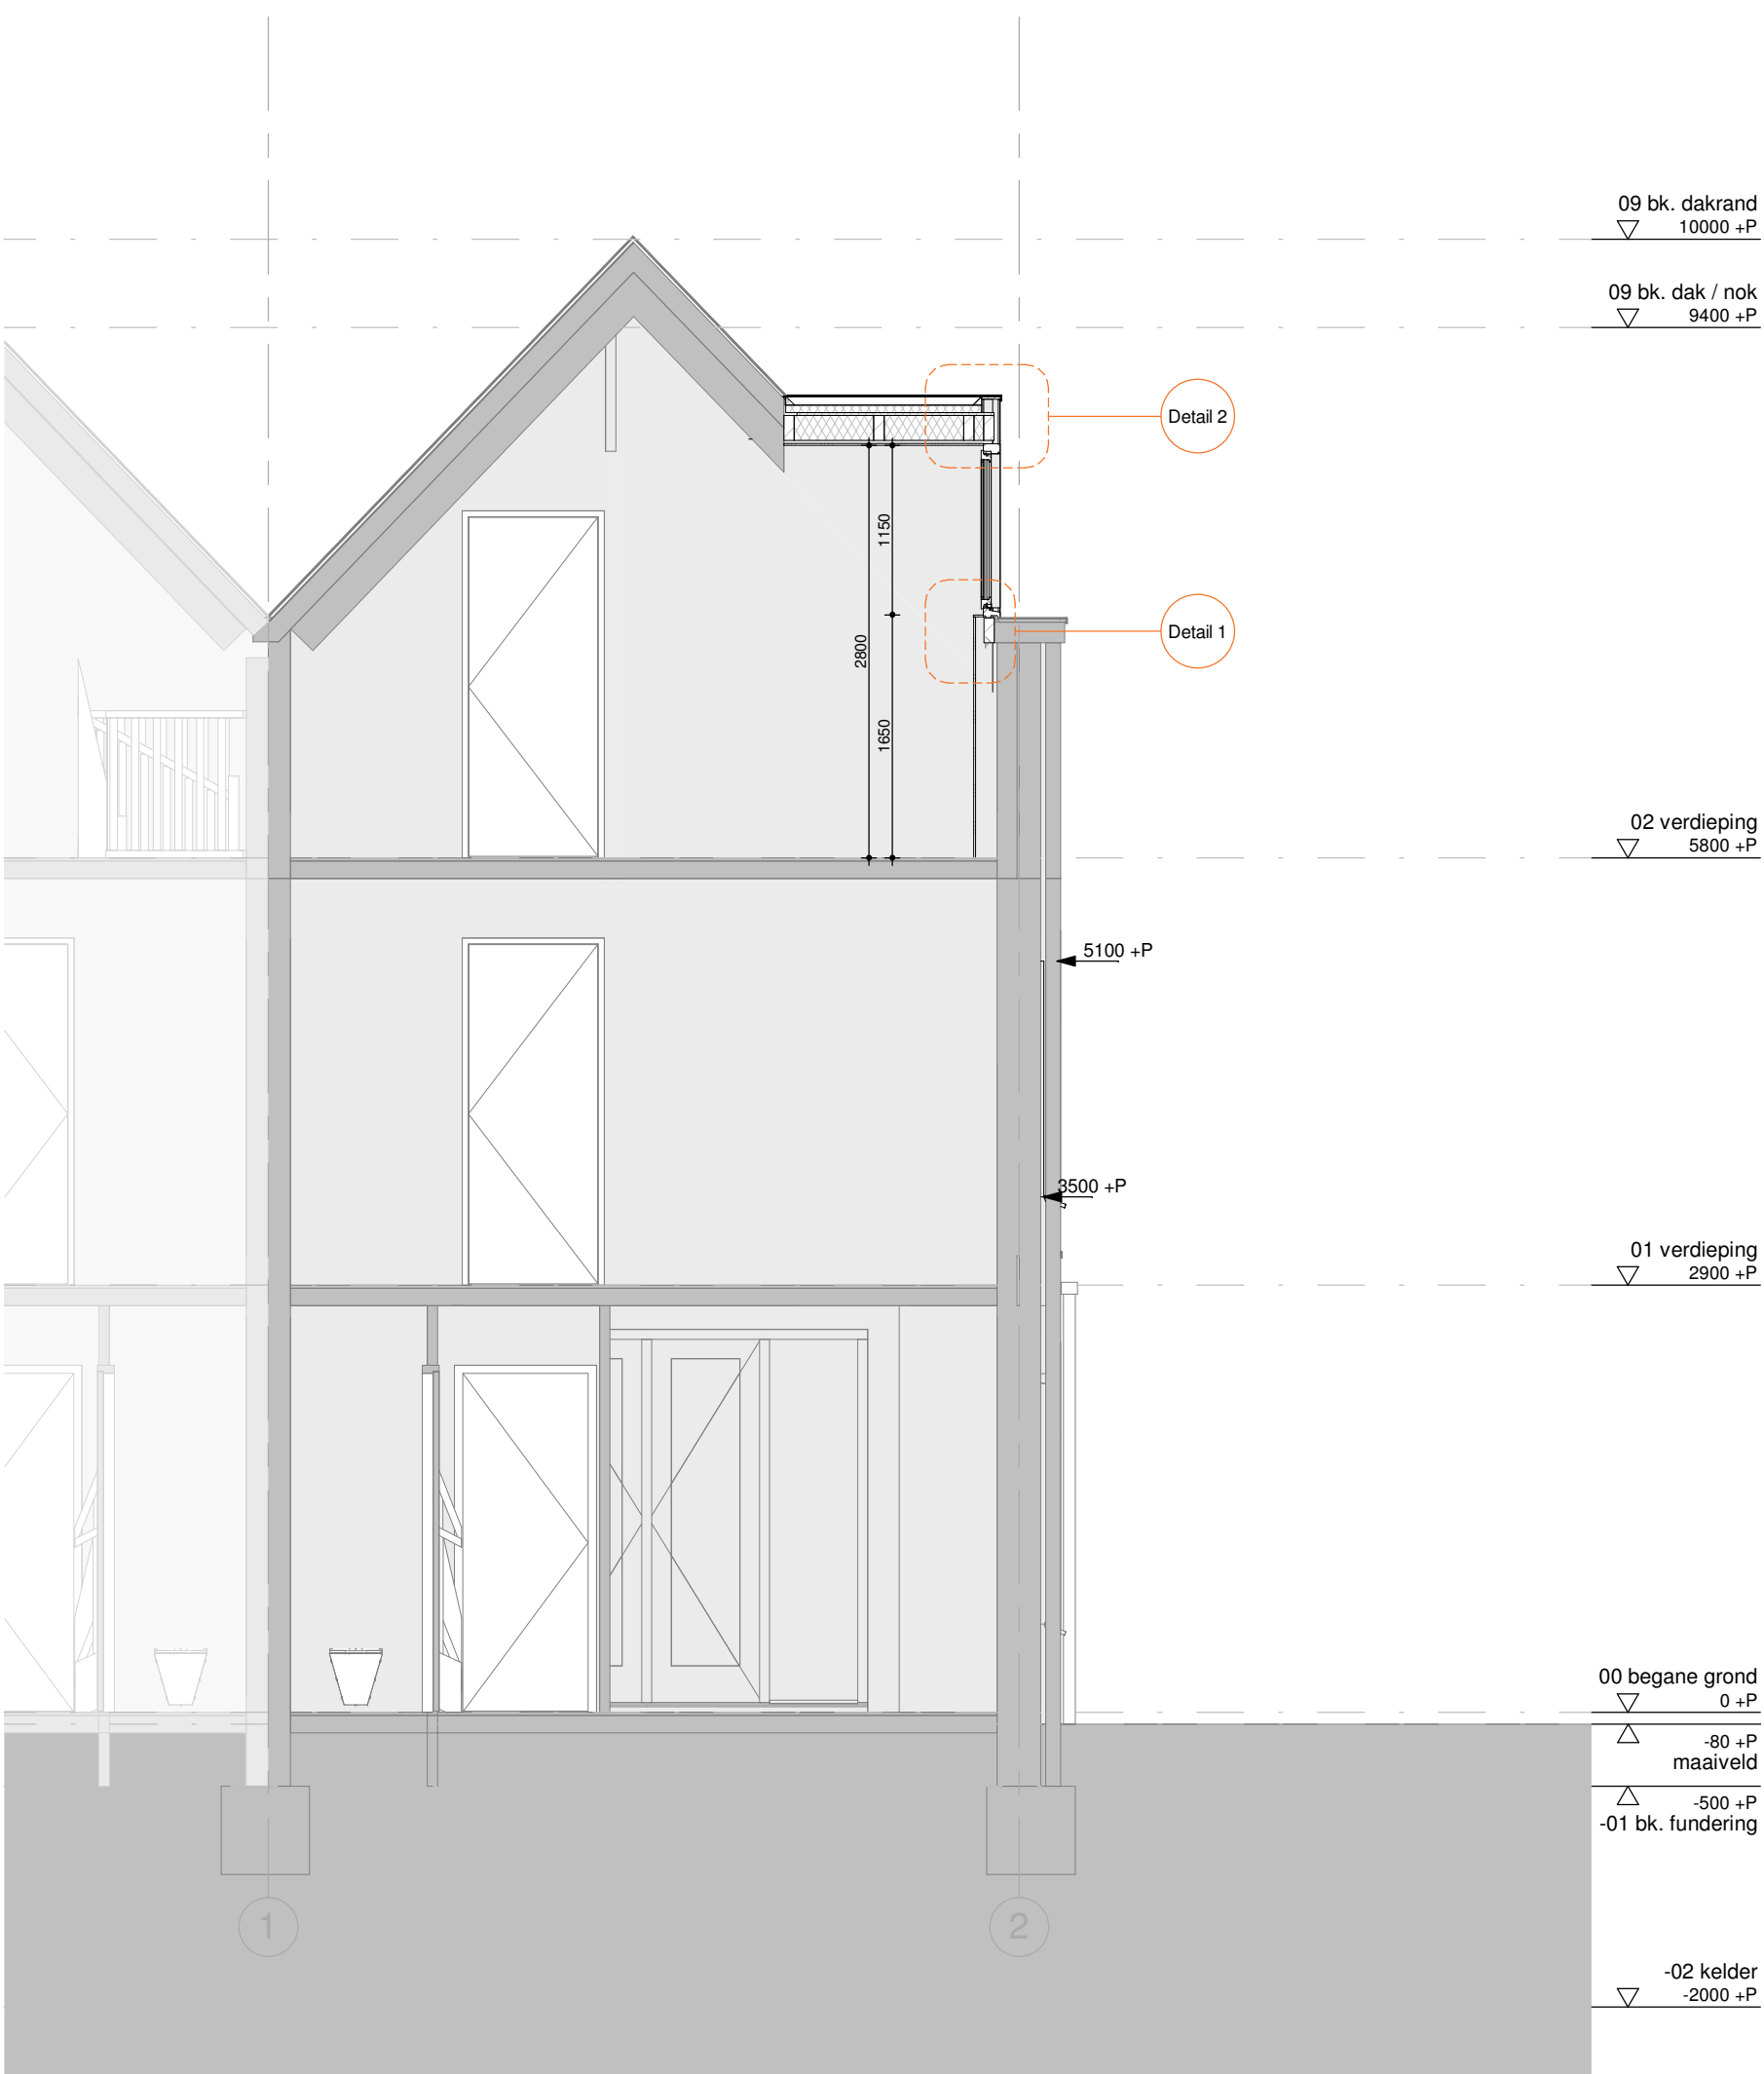 09 bk. dakrand
10000 +P
09 bk. dak / nok
9400 +P
Detail 2
1150
Detail 1
2800
1650
02 verdieping
5800 +P
5100 +P
3500 +P
01 verdieping
2900 +P
00 begane grond
0 +P
-80 +P
maaiveld
-500 +P
-01 bk. fundering
1
2
-02 kelder
-2000 +P